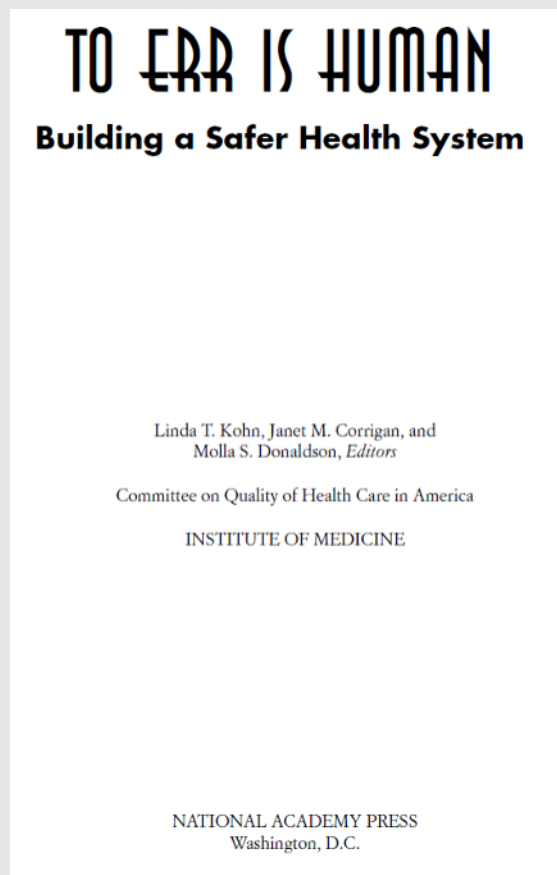 TO ERR IS HUMAN
Building a Safer Health System
Linda T. Kohn, Janet M. Corrigan, and
Molla S. Donaldson, Editors
Committee on Quality of Health Care in America
INSTITUTE OF MEDICINE
NATIONAL ACADEMY PRESS
Washington, D.C.